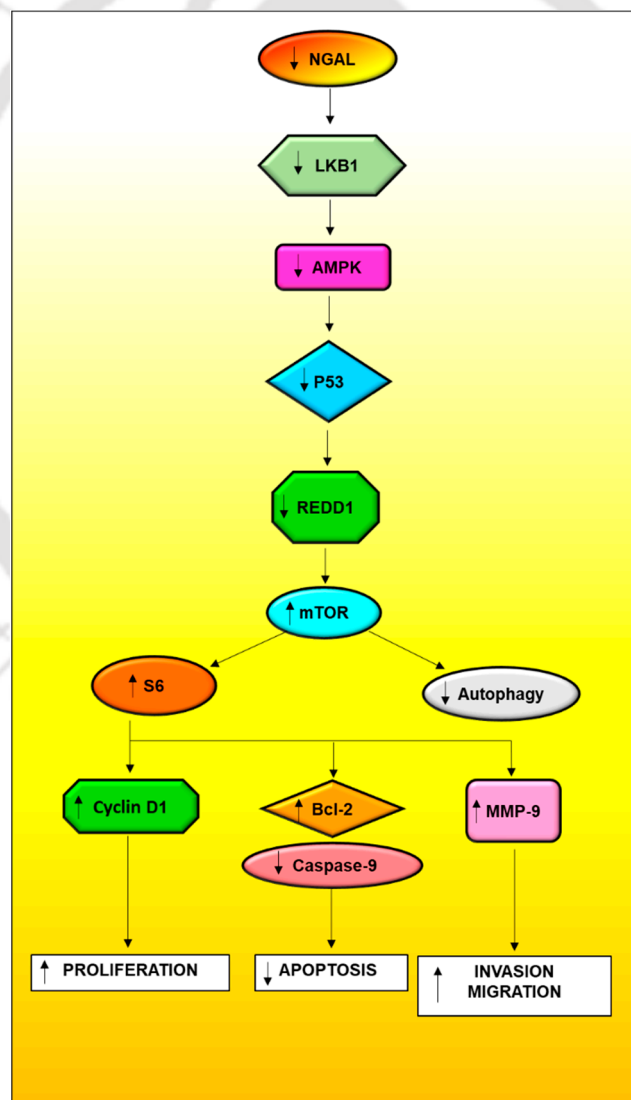 ↓ NGAL
↓ LKB1
↓ AMPK
↓ P53
↓ REDD1
↑ mTOR
↑ S6
↓ Autophagy
↑ Cyclin D1
↑ Bcl-2
↑ MMP-9
↓ Caspase-9
↑ PROLIFERATION
↓ APOPTOSIS
↑ INVASION
MIGRATION